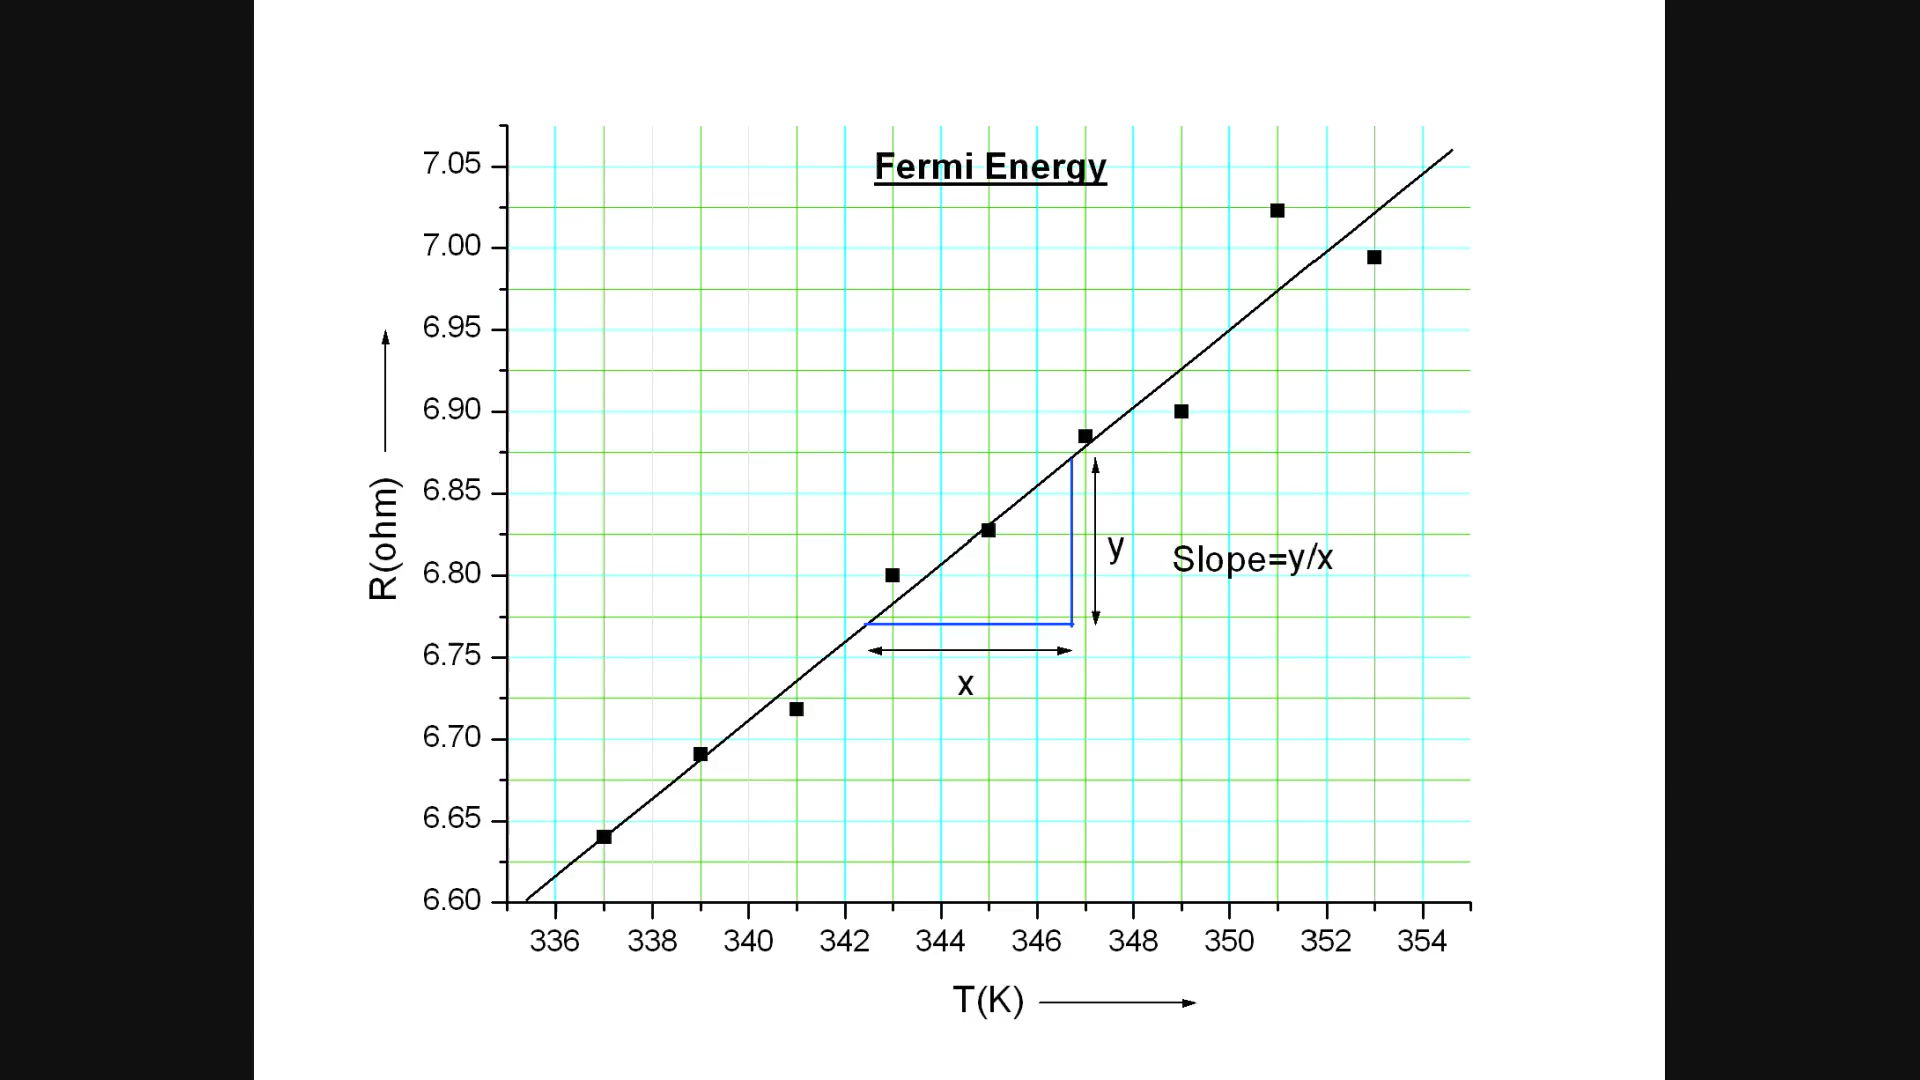 Fermi Energy
7.05
7.00
6.95
6.90
6.85
6.80
6.75
6.70
6.65
6.60
R(ohm)
y
Slope=y/x
x
336 338 340 342 344 346 348 350 352 354
T(K)